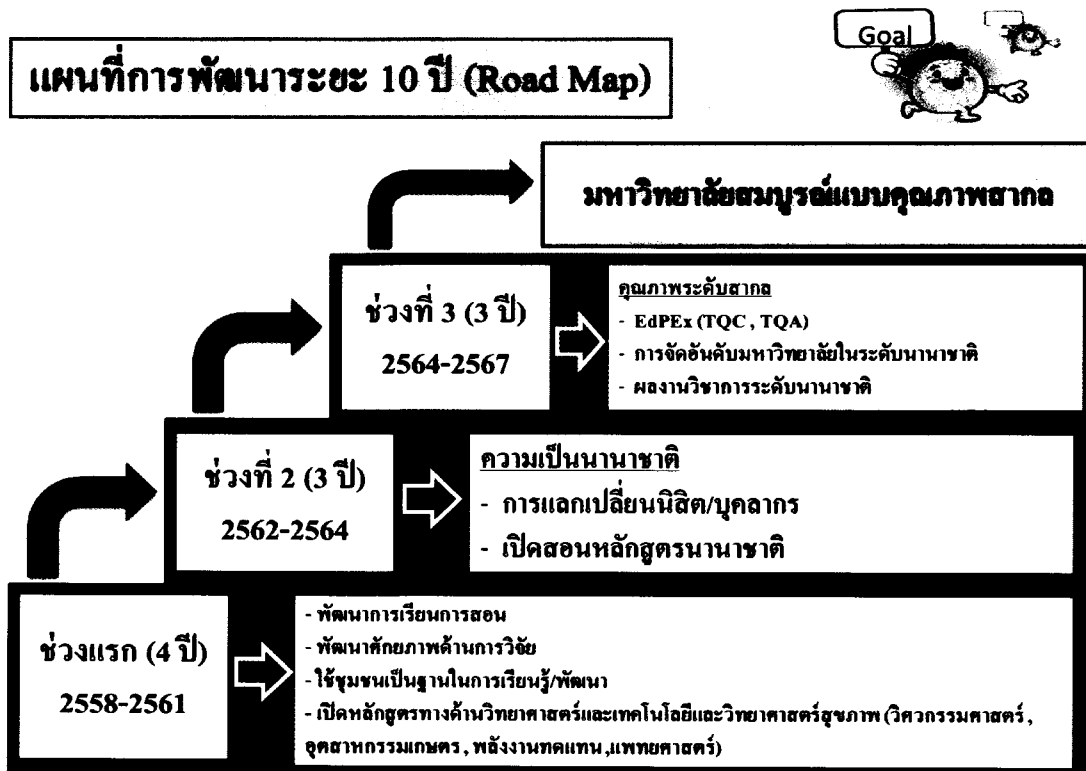 Goal
แผนที่การพัฒนาระยะ 10 ปี (Road Map)
มหาวิทยาลัยสมบูรณ์แบบคุณภาพสากล
ช่วงที่ 3 (3 ปี)
2564-2567
คุณภาพระดับสากล
- EdPEx (TQC , TQA)
- การจัดอันดับมหาวิทยาลัยในระดับนานาชาติ
- ผลงานวิชาการระดับนานาชาติ
ช่วงที่ 2 (3 ปี)
2562-2564
ความเป็นนานาชาติ
- การแลกเปลี่ยนนิสิต/บุคลากร
- เปิดสอนหลักสูตรนานาชาติ
ช่วงแรก (4 ปี)
2558-2561
- พัฒนาการเรียนการสอน
- พัฒนาศักยภาพด้านการวิจัย
- ใช้ชุมชนเป็นฐานในการเรียนรู้/พัฒนา
- เปิดหลักสูตรทางด้านวิทยาศาสตร์และเทคโนโลยีและวิทยาศาสตร์สุขภาพ (วิศวกรรมศาสตร์ ,
อุตสาหกรรมเกษตร , พลังงานทดแทน ,แพทยศาสตร์)